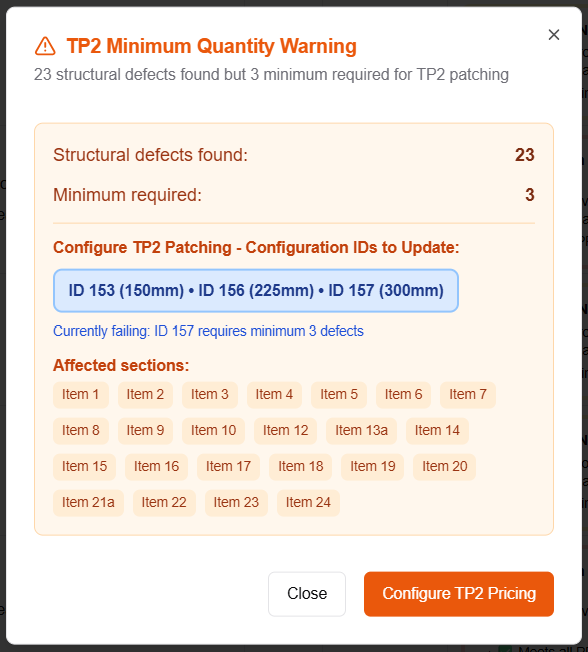 TP2 Minimum Quantity Warning
23 structural defects found but 3 minimum required for TP2 patching
Structural defects found: 23
Minimum required: 3
Configure TP2 Patching - Configuration IDs to Update:
ID 153 (150mm) • ID 156 (225mm) • ID 157 (300mm)
Currently failing: ID 157 requires minimum 3 defects
Affected sections:
Item 1 Item 2 Item 3 Item 4 Item 5 Item 6 Item 7
Item 8 Item 9 Item 10 Item 12 Item 13a Item 14
Item 15 Item 16 Item 17 Item 18 Item 19 Item 20
Item 21a Item 22 Item 23 Item 24
Close Configure TP2 Pricing